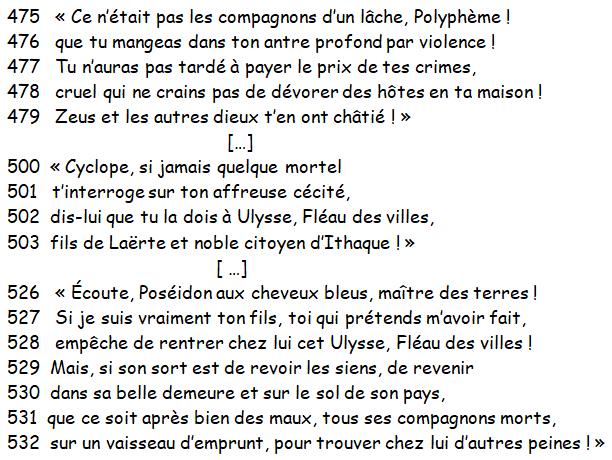 475 « Ce n’était pas les compagnons d’un lâche, Polyphème !
476 que tu mangeas dans ton antre profond par violence !
477 Tu n’auras pas tardé à payer le prix de tes crimes,
478 cruel qui ne crains pas de dévorer des hôtes en ta maison !
479 Zeus et les autres dieux t'en ont châtié ! »
[…]
500 « Cyclope, si jamais quelque mortel
501 t’interroge sur ton affreuse cécité,
502 dis-lui que tu la dois à Ulysse, Fléau des villes,
503 fils de Laërte et noble citoyen d’Ithaque ! »
[ …]
526 « Écoute, Poséidon aux cheveux bleus, maître des terres !
527 Si je suis vraiment ton fils, toi qui prétends m’avoir fait,
528 empêche de rentrer chez lui cet Ulysse, Fléau des villes !
529 Mais, si son sort est de revoir les siens, de revenir
530 dans sa belle demeure et sur le sol de son pays,
531 que ce soit après bien des maux, tous ses compagnons morts,
532 sur un vaisseau d’emprunt, pour trouver chez lui d’autres peines ! »